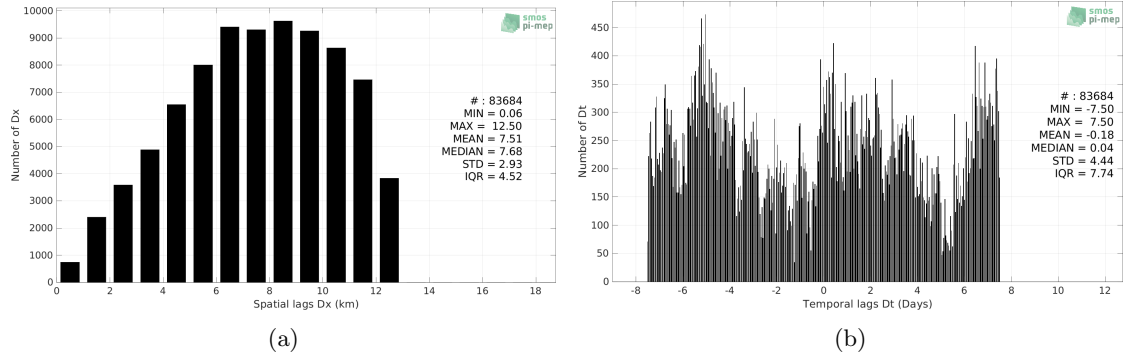 10000
9000
8000
7000
6000
5000
4000
3000
2000
1000
0
Number of Dx
0 2 4 6 8 10 12 14 16 18
Spatial lags Dx (km)
smos
pi-mep
# : 83684
MIN = 0.06
MAX = 12.50
MEAN = 7.51
MEDIAN = 7.68
STD = 2.93
IQR = 4.52
(a)
450
400
350
300
250
200
150
100
50
0
Number of Dt
-8 -6 -4 -2 0 2 4 6 8 10 12
Temporal lags Dt (Days)
smos
pi-mep
# : 83684
MIN = -7.50
MAX = 7.50
MEAN = -0.18
MEDIAN = 0.04
STD = 4.44
IQR = 7.74
(b)